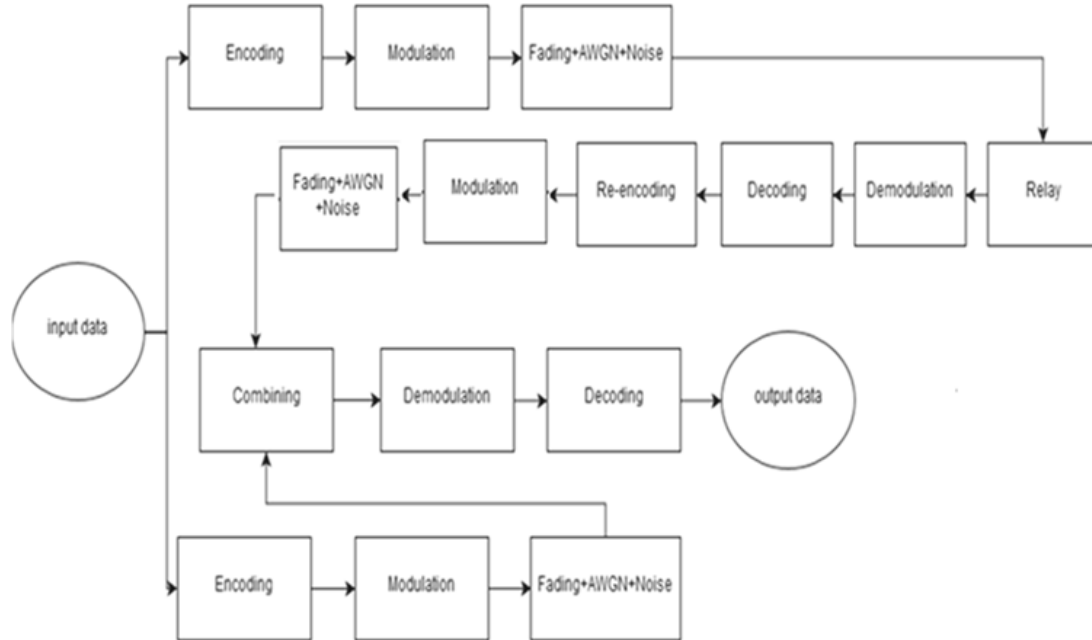 Encoding
Modulation
Fading+AWGN+Noise
Fading+AWGN
+Noise
Modulation
Re-encoding
Decoding
Demodulation
Relay
input data
Combining
Demodulation
Decoding
output data
Encoding
Modulation
Fading+AWGN+Noise